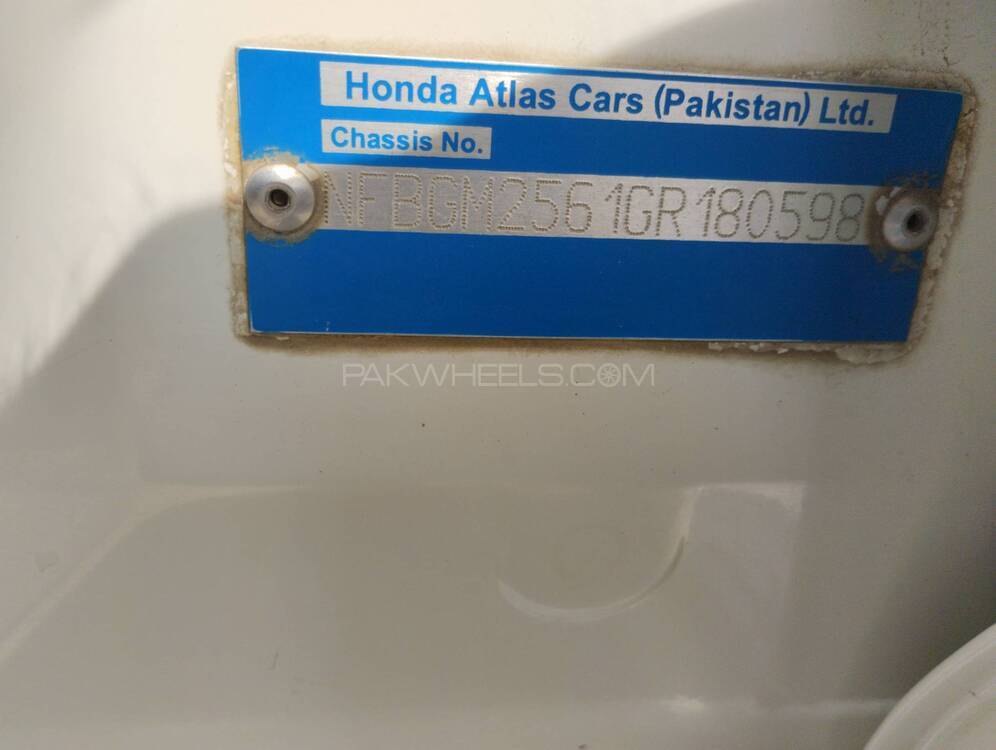 Honda Atlas Cars (Pakistan) Ltd.
Chassis No.
NFBGM2561GR180598
PAKWHEELS.COM